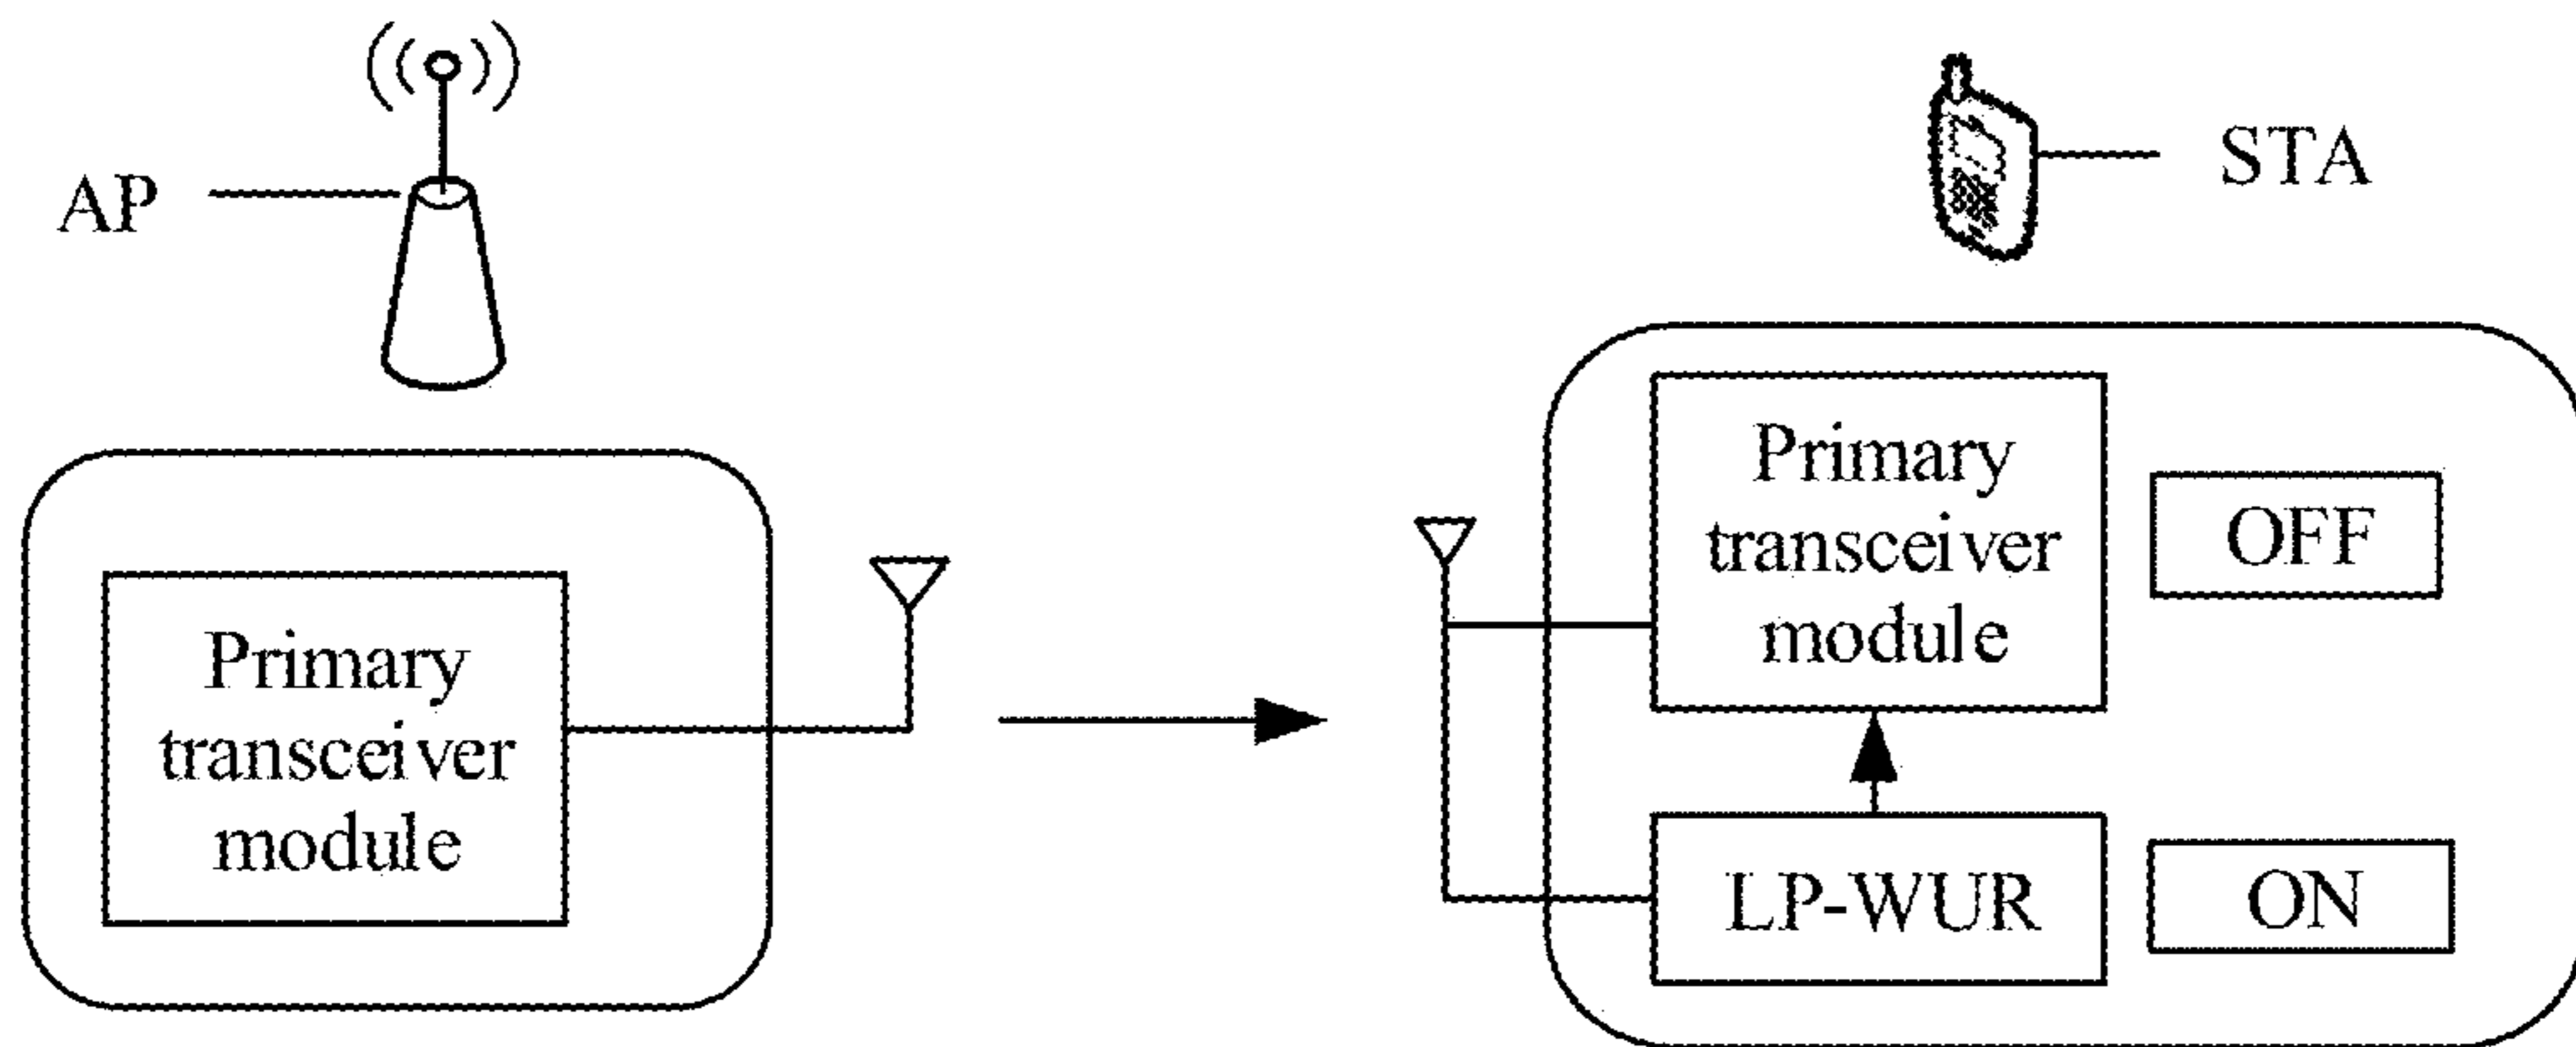 AP
STA
Primary
transceiver
module
Primary
transceiver
module
OFF
LP-WUR
ON